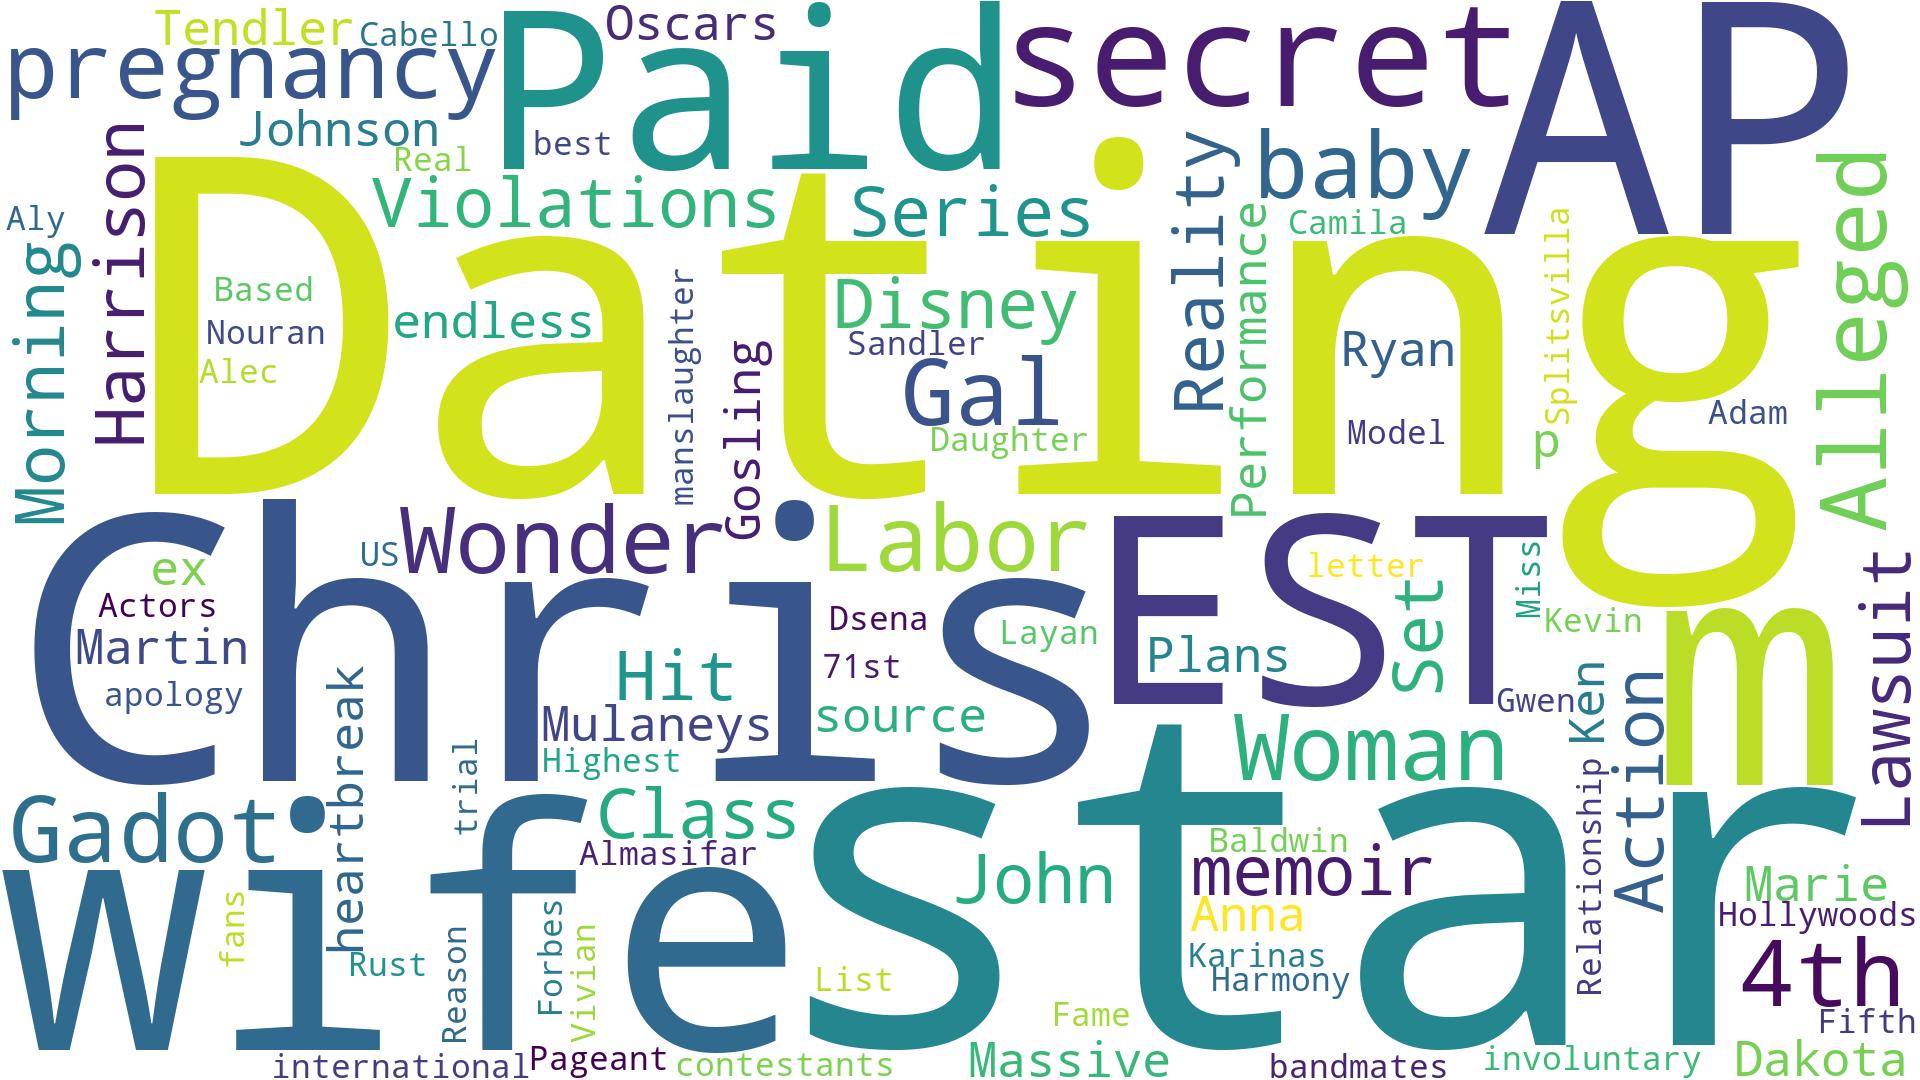 Tendler
Cabello
Oscars
Paid
secret
AP
pregnancy
Johnson
best
Real
baby
Harrison
Violations
Series
Reality
Camila
Performance
Splitsville
Alleged
Aly
Morning
Dating
Based
Nouran
Alec
endless
manslaughter
Gosling
Disney
Sandler
Gal
Daughter
Ryan
Model
p
Adam
Chris
US
Wonder
Labor
EST
letter
Set
Miss
Kevin
m
Lawsuit
ex
Actors
Martin
apology
heartbreak
Hit
Mulaneys
Highest
Dsena
71st
source
Layan
Plans
Gwen
Ken
Action
Relationship
Woman
trial
Gadot
Class
Almasifar
wife
star
John
Baldwin
memoir
Anna
Karinas
Harmony
Marie
Hollywoods
4th
Fifth
fans
Rust
Reason
Forbes
Vivian
List
Fame
international
Pageant
contestants
Massive
bandmates
involuntary
Dakota